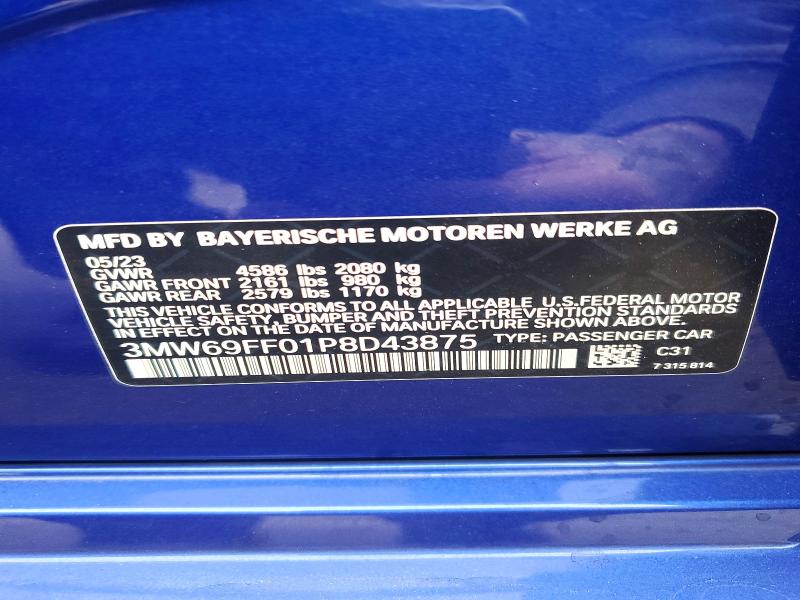 MFD BY BAYERISCHE MOTOREN WERKE AG
05/23
GVWR 4586 lbs 2080 kg
GAWR FRONT 2161 lbs 980 kg
GAWR REAR 2579 lbs 1170 kg
THIS VEHICLE CONFORMS TO ALL APPLICABLE U.S.FEDERAL MOTOR
VEHICLE SAFETY, BUMPER AND THEFT PREVENTION STANDARDS
IN EFFECT ON THE DATE OF MANUFACTURE SHOWN ABOVE.
3MW69FF01P8D43875 TYPE: PASSENGER CAR
C31
7 315 814